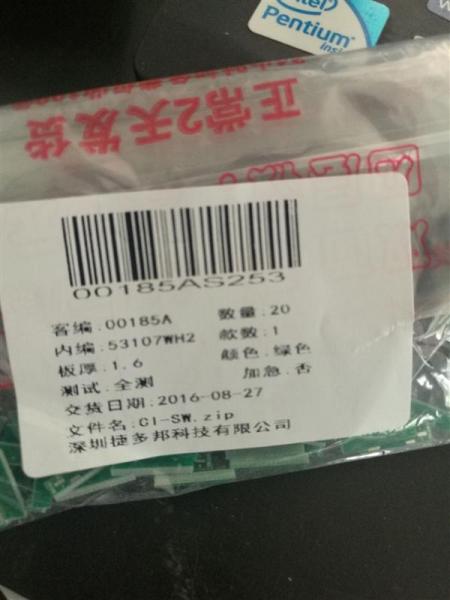 intel
Pentium
insi
正常2天发货
00185AS253
客编:00185A 数量:20
内编:53107WH2 款数:1
板厚:1.6 颜色:绿色
测试:全测 加急:否
交货日期:2016-08-27
文件名:CI-SW.zip
深圳捷多邦科技有限公司